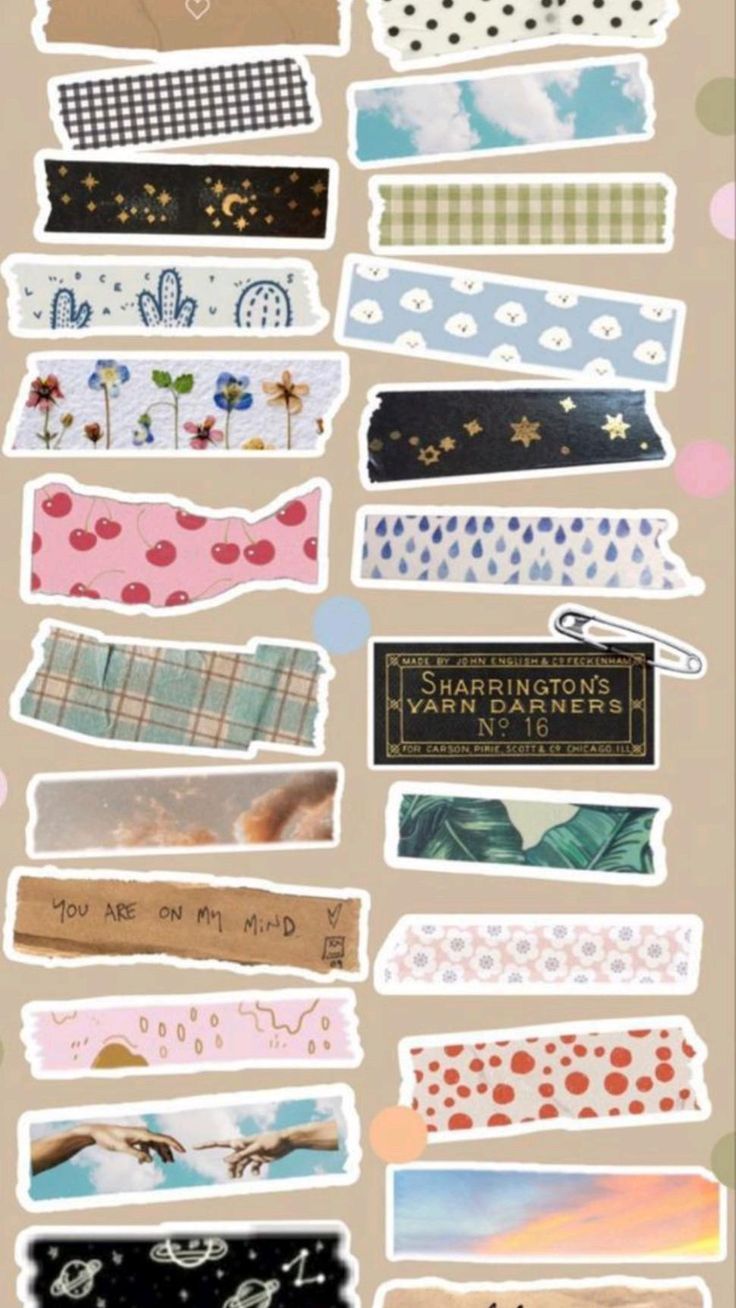 L O C E C T S
V A U
MADE BY JOHN ENGLISH & CO FECKENHAM
SHARRINGTON'S
YARN DARNERS
Nº 16
FOR CARSON, PIRIE, SCOTT & Cº CHICAGO. ILL
YOU ARE ON MY MIND